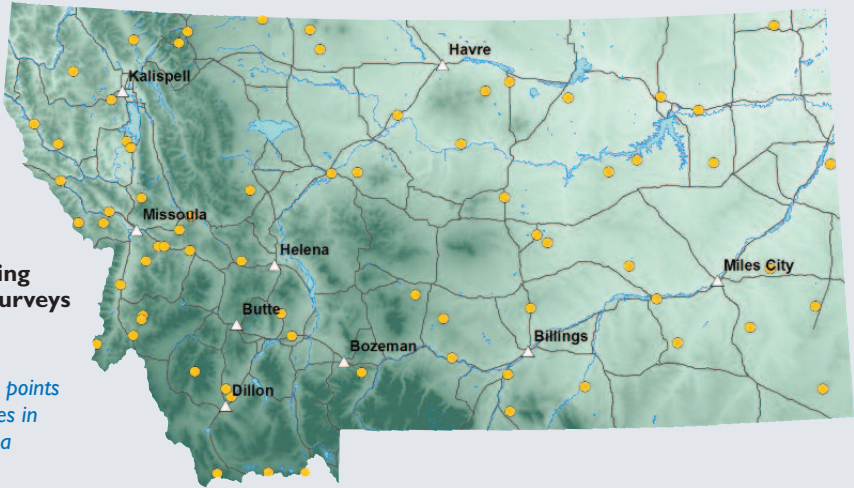 Havre
Kalispell
Missoula
Helena
Miles City
ing
urveys
Butte
Billings
Bozeman
points
Dillon
es in
a